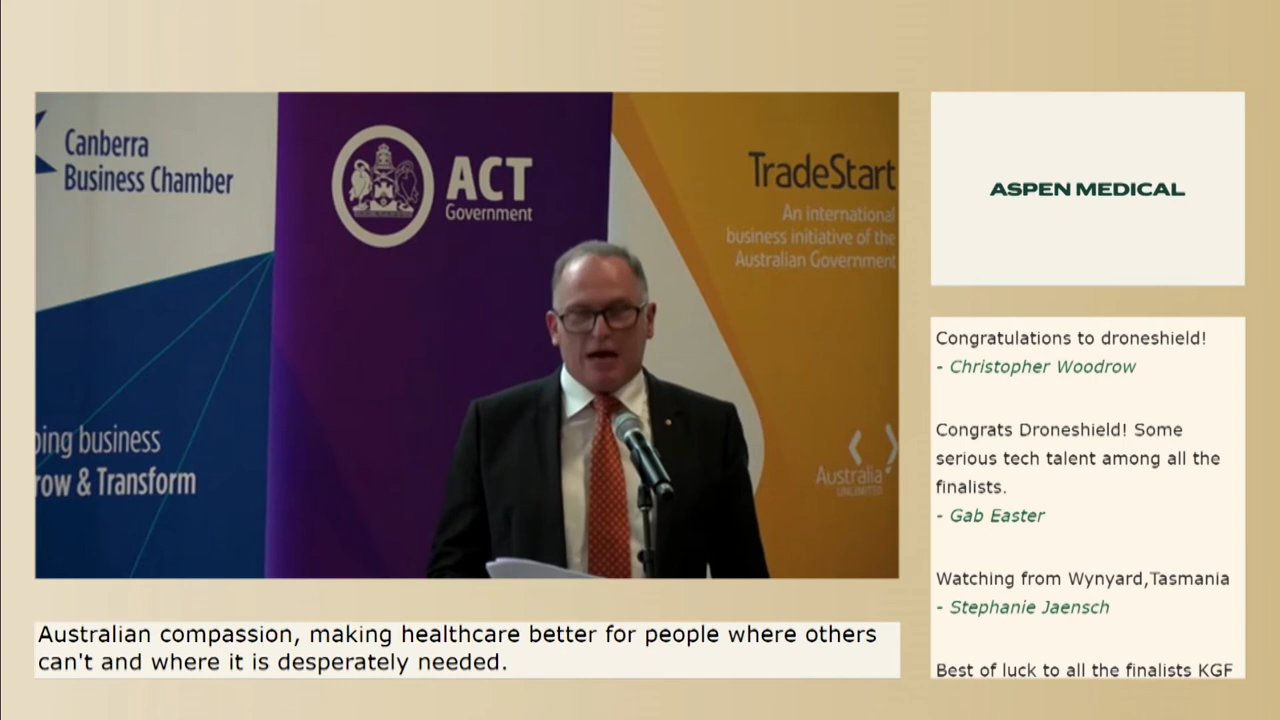 Canberra
Business Chamber
ACT
Government
TradeStart
An international
business initiative of the
Australian Government
ping business
row & Transform
Australia
UNLIMITED
Australian compassion, making healthcare better for people where others
can't and where it is desperately needed.
ASPEN MEDICAL
Congratulations to droneshield!
- Christopher Woodrow
Congrats Droneshield! Some
serious tech talent among all the
finalists.
- Gab Easter
Watching from Wynyard,Tasmania
- Stephanie Jaensch
Best of luck to all the finalists KGF